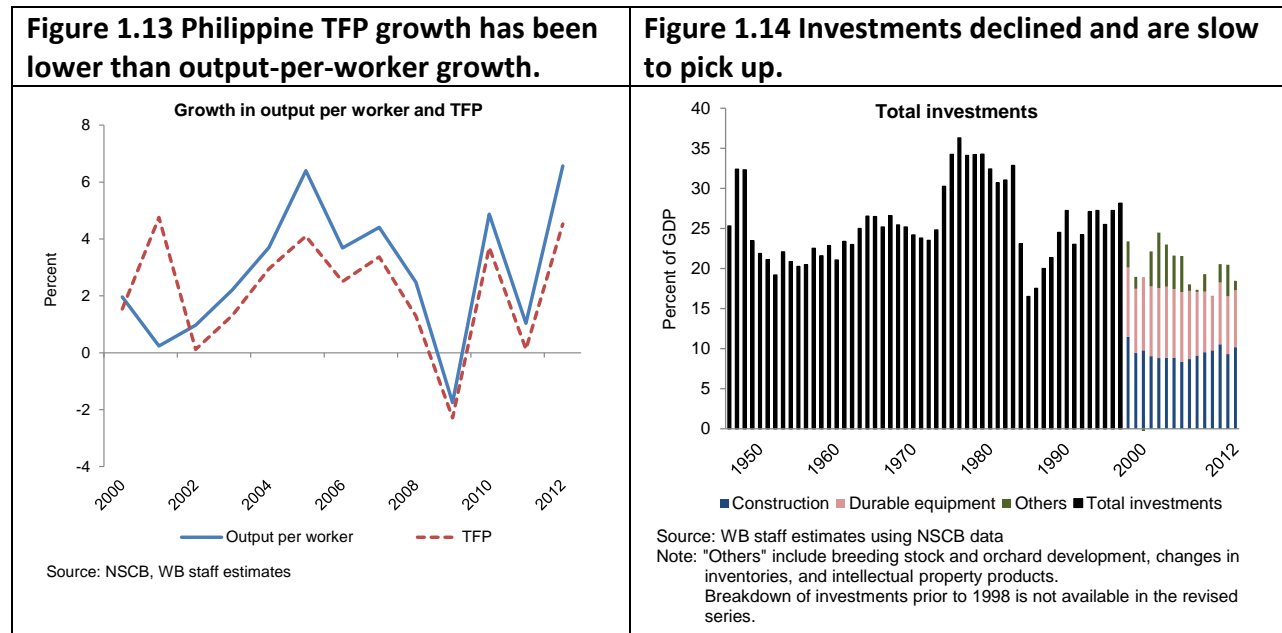 Figure 1.13 Philippine TFP growth has been
lower than output-per-worker growth.
Growth in output per worker and TFP
Percent
8
6
4
2
0
-2
-4
2000
2002
2004
2006
2008
2010
2012
Output per worker
TFP
Source: NSCB, WB staff estimates
Figure 1.14 Investments declined and are slow
to pick up.
Total investments
Percent of GDP
40
35
30
25
20
15
10
5
0
1950
1960
1970
1980
1990
2000
2012
Construction
Durable equipment
Others
Total investments
Source: WB staff estimates using NSCB data
Note: "Others" include breeding stock and orchard development, changes in
inventories, and intellectual property products.
Breakdown of investments prior to 1998 is not available in the revised
series.